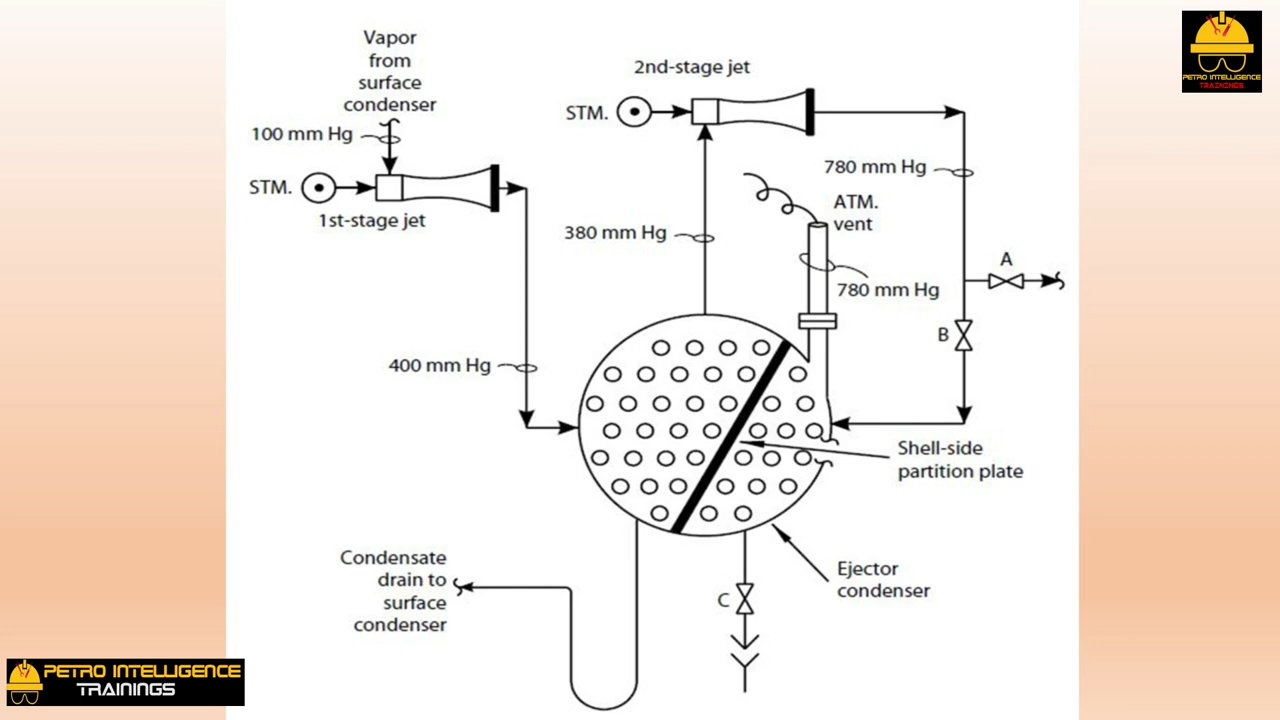 Vapor
from
surface
condenser
100 mm Hg
STM.
1st-stage jet
2nd-stage jet
STM.
780 mm Hg
ATM.
vent
380 mm Hg
780 mm Hg
A
B
400 mm Hg
Shell-side
partition plate
Condensate
drain to
surface
condenser
C
Ejector
condenser
PETRO INTELLIGENCE
TRAININGS
PETRO INTELLIGENCE
TRAININGS